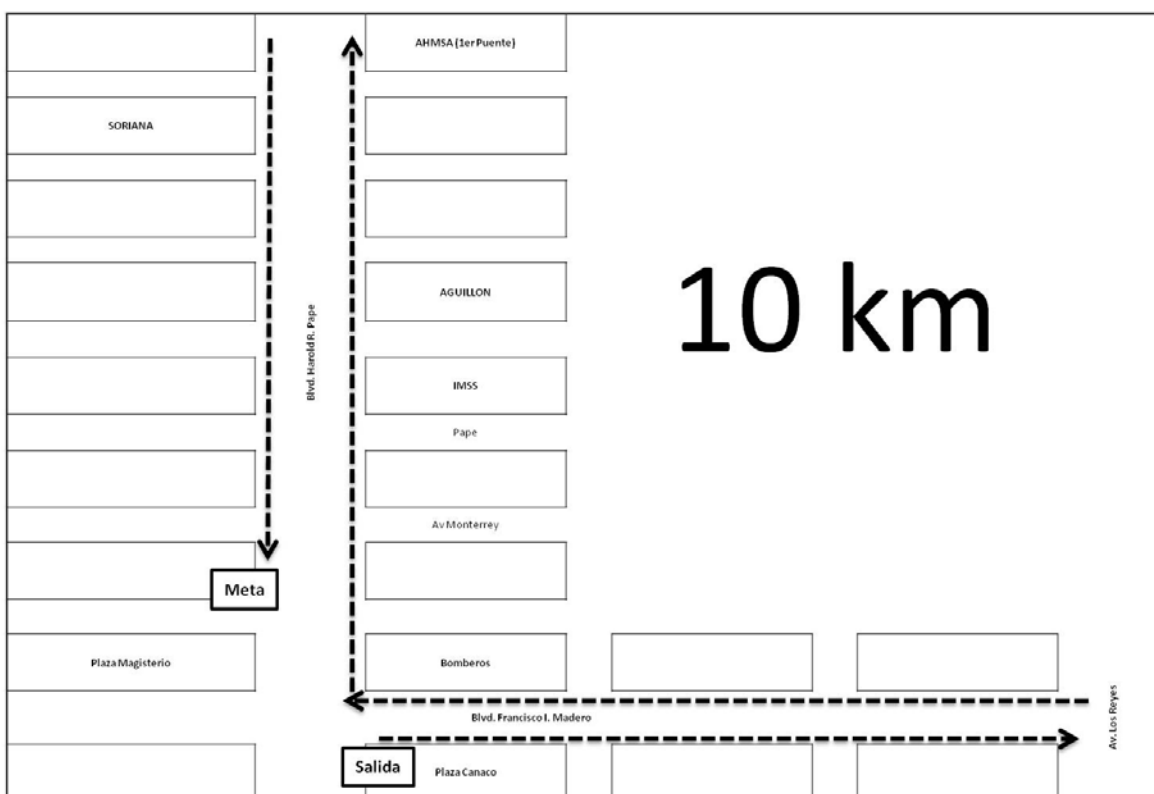 AHMSA (1er Puente)
SORIANA
AGUILLON
10 km
Blvd. Harold R. Pape
IMSS
Pape
Av Monterrey
Meta
Plaza Magisterio
Bomberos
Blvd. Francisco I. Madero
Av. Los Reyes
Salida
Plaza Canaco